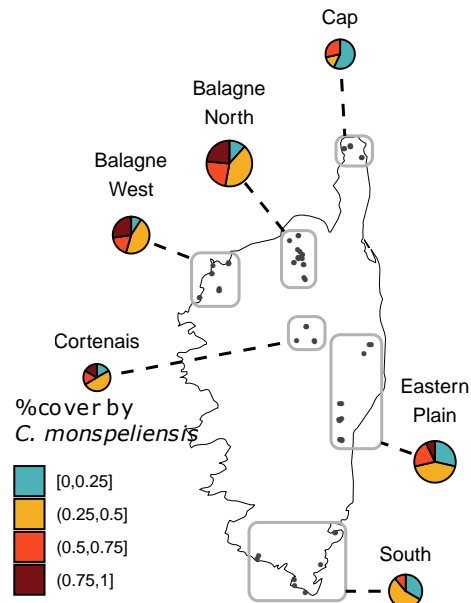 Cap
Balagne
North
Balagne
West
Cortenais
Eastern
Plain
%cover by
C. monspeliensis
[0,0.25]
(0.25,0.5]
(0.5,0.75]
(0.75,1]
South